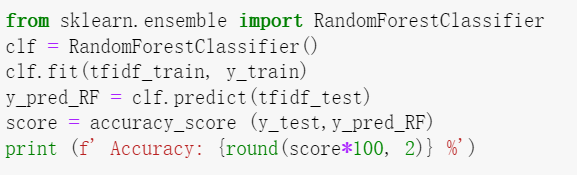 from sklearn.ensemble import RandomForestClassifier
clf = RandomForestClassifier()
clf.fit(tfidf_train, y_train)
y_pred_RF = clf.predict(tfidf_test)
score = accuracy_score (y_test,y_pred_RF)
print (f' Accuracy: {round(score*100, 2)} %')